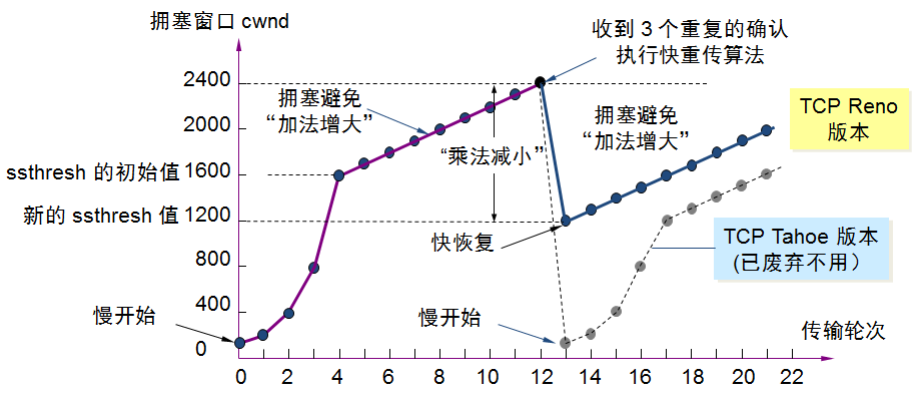 拥塞窗口 cwnd
收到 3 个重复的确认
执行快重传算法
2400
拥塞避免
“加法增大”
拥塞避免
“加法增大”
TCP Reno
版本
2000
“乘法减小”
ssthresh 的初始值 1600
新的 ssthresh 值 1200
快恢复
TCP Tahoe 版本
(已废弃不用）
800
400
慢开始
慢开始
传输轮次
0
0 2 4 6 8 10 12 14 16 18 20 22